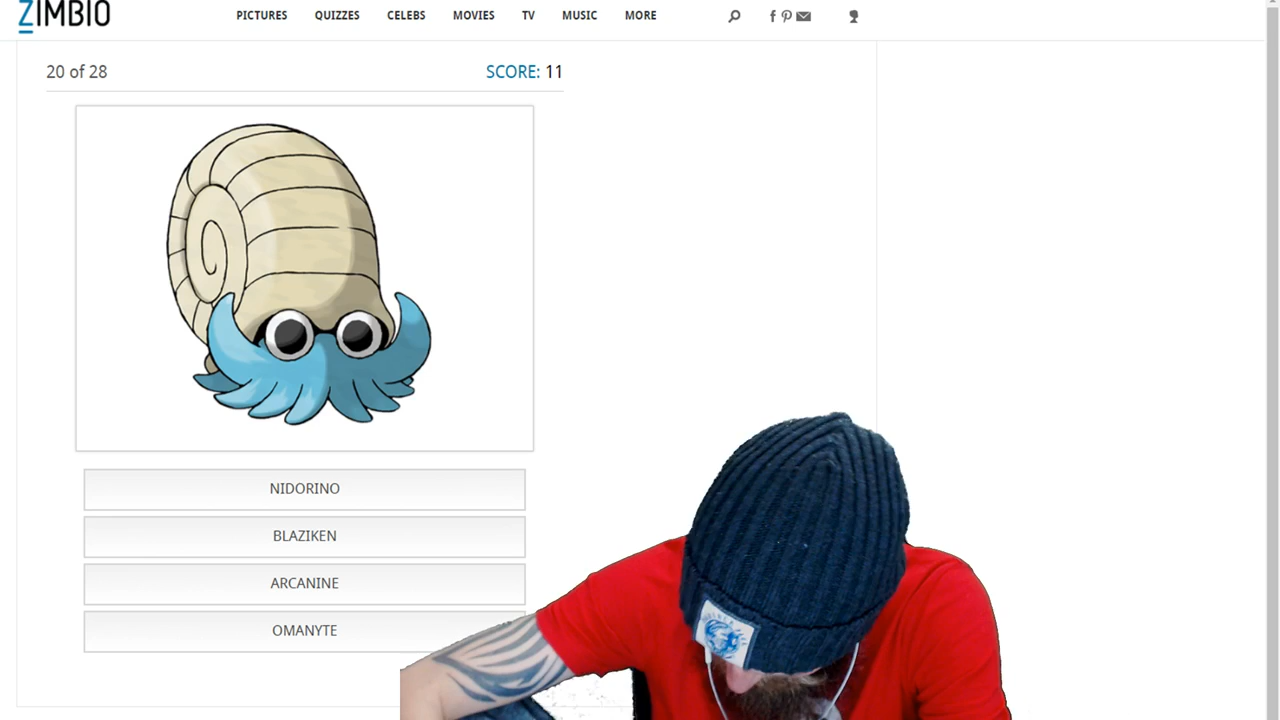 ZIMBIO
PICTURES QUIZZES CELEBS MOVIES TV MUSIC MORE
20 of 28 SCORE: 11
NIDORINO
BLAZIKEN
ARCANINE
OMANYTE